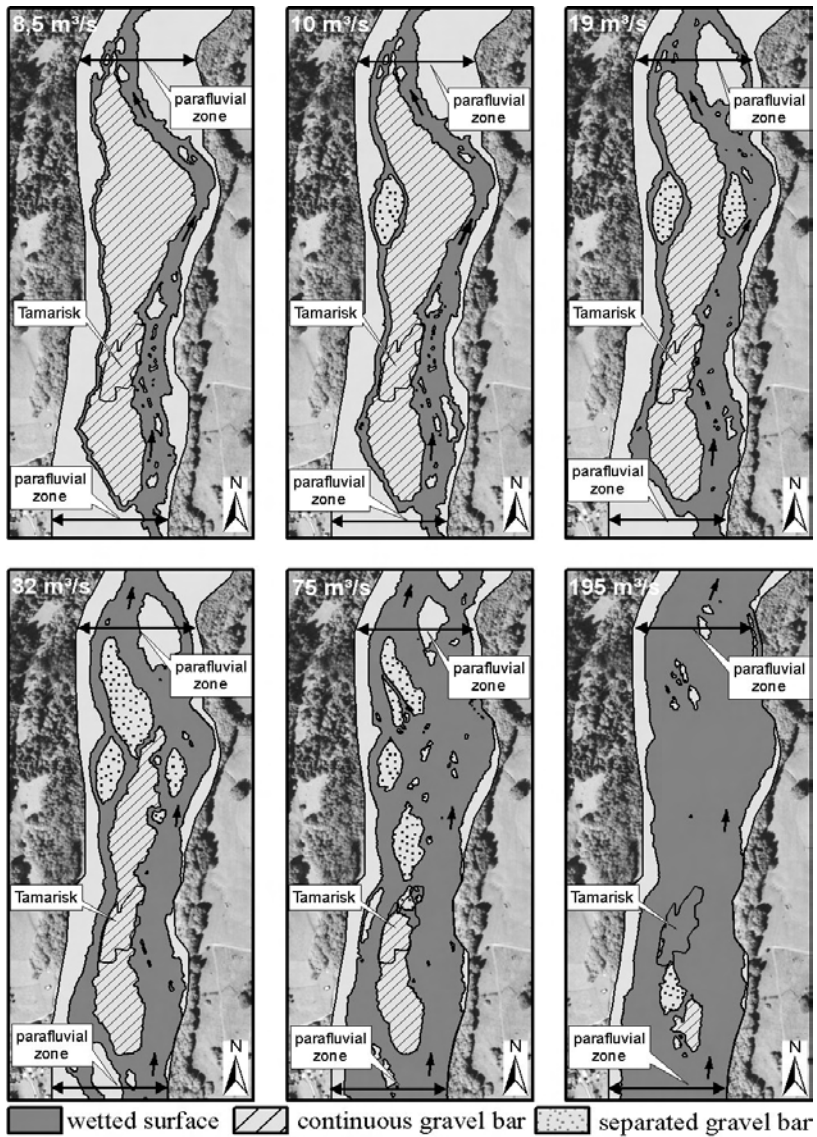 8,5 m³/s
10 m³/s
19 m³/s
parafluvial
zone
parafluvial
zone
parafluvial
zone
Tamarisk
Tamarisk
Tamarisk
parafluvial
zone
parafluvial
zone
parafluvial
zone
N
N
N
32 m³/s
75 m³/s
195 m³/s
parafluvial
zone
parafluvial
zone
parafluvial
zone
Tamarisk
Tamarisk
Tamarisk
parafluvial
zone
parafluvial
zone
parafluvial
zone
N
N
N
wetted surface continuous gravel bar separated gravel bar